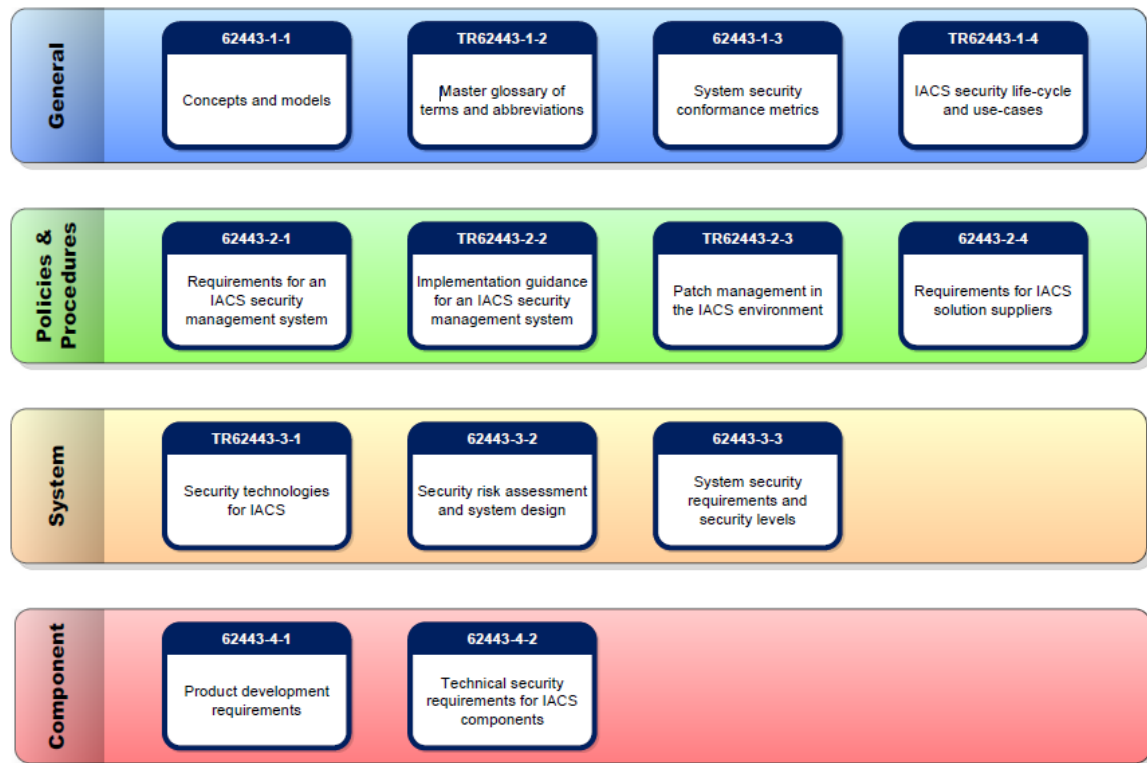 General
62443-1-1
Concepts and models
TR62443-1-2
Master glossary of
terms and abbreviations
62443-1-3
System security
conformance metrics
TR62443-1-4
IACS security life-cycle
and use-cases
Policies &
Procedures
62443-2-1
Requirements for an
IACS security
management system
TR62443-2-2
Implementation guidance
for an IACS security
management system
TR62443-2-3
Patch management in
the IACS environment
62443-2-4
Requirements for IACS
solution suppliers
System
TR62443-3-1
Security technologies
for IACS
62443-3-2
Security risk assessment
and system design
62443-3-3
System security
requirements and
security levels
Component
62443-4-1
Product development
requirements
62443-4-2
Technical security
requirements for IACS
components